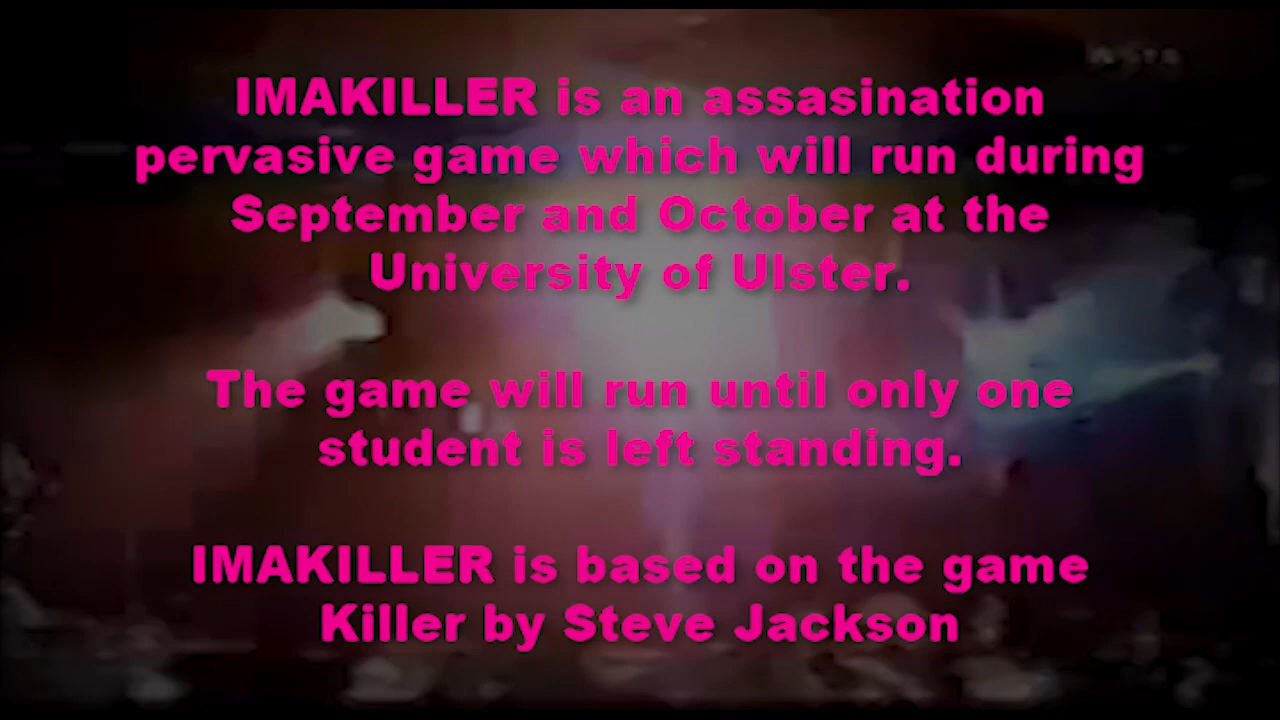 IMAKILLER is an assasination
pervasive game which will run during
September and October at the
University of Ulster.
The game will run until only one
student is left standing.
IMAKILLER is based on the game
Killer by Steve Jackson